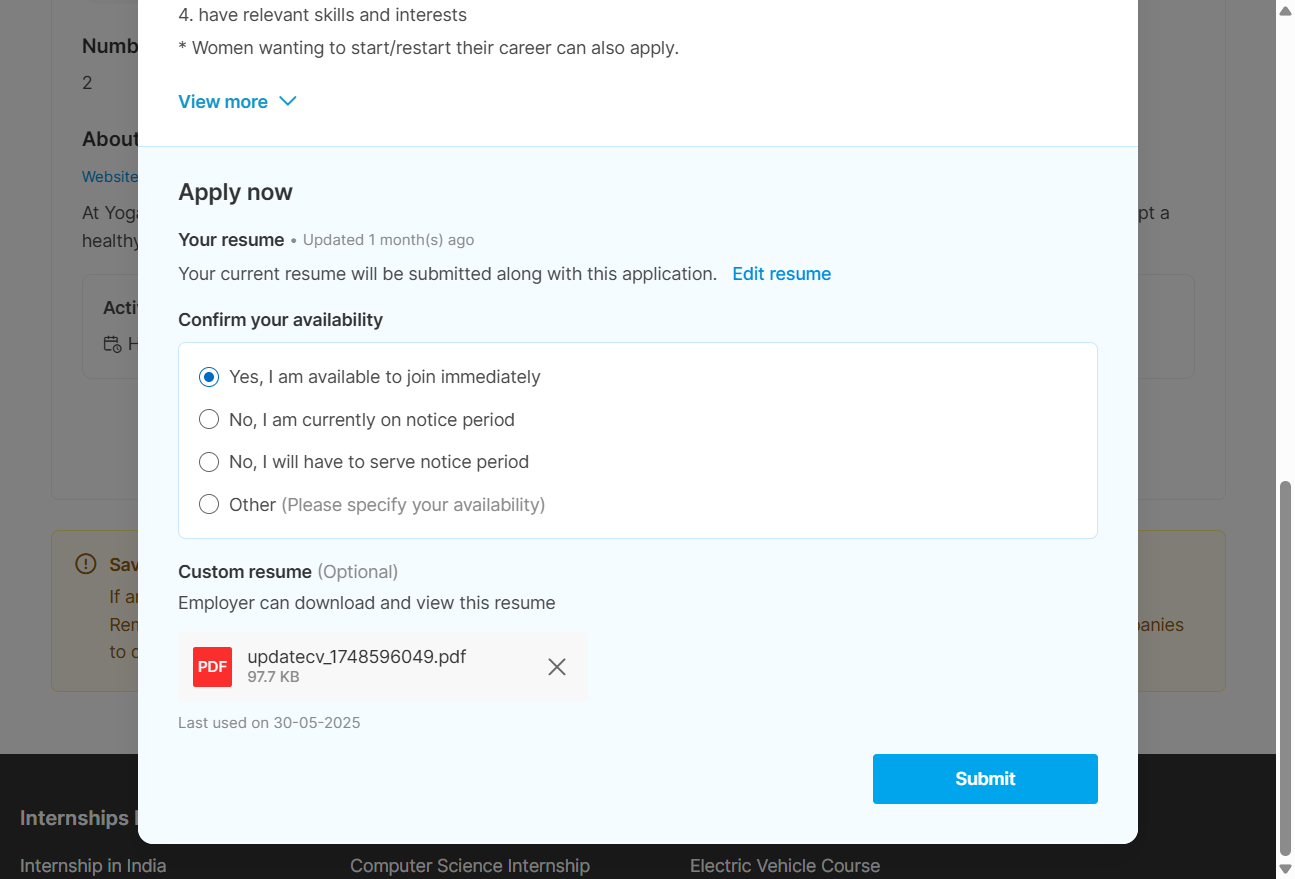 4. have relevant skills and interests
* Women wanting to start/restart their career can also apply.
View more
Numb
2
About
Website
At Yoga
healthy
pt a
Acti
Apply now
Your resume • Updated 1 month(s) ago
Your current resume will be submitted along with this application. Edit resume
Confirm your availability
Yes, I am available to join immediately
No, I am currently on notice period
No, I will have to serve notice period
Other (Please specify your availability)
Custom resume (Optional)
Employer can download and view this resume
PDF
updatecv_1748596049.pdf
97.7 KB
Last used on 30-05-2025
Submit
Sav
If an
Ren
to c
panies
Internships
Internship in India
Computer Science Internship
Electric Vehicle Course